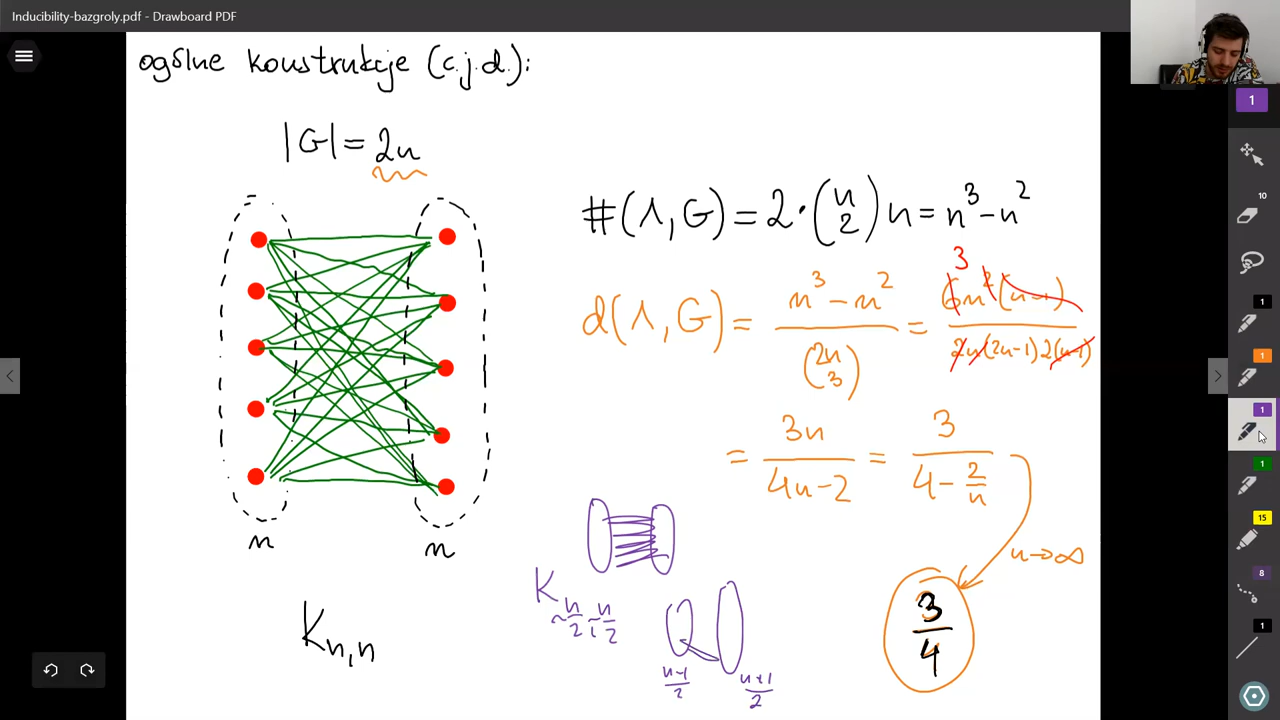 Inducibility-bazgroly.pdf - Drawboard PDF
ogólne konstrukcje (c.j.d.):
|G| = 2n
#(Λ, G) = 2·(n 2) n = n³ - n²
d(Λ, G) = n³ - n² / (2n 3) = 6n²(n-1) / 2n(2n-1)2(n-1)
3
= 3n / 4n-2 = 3 / 4 - 2/n
n→∞
3/4
n
n
K n,n
K ~n/2, ~n/2
n-1/2
n+1/2
1
10
1
1
1
1
15
8
1